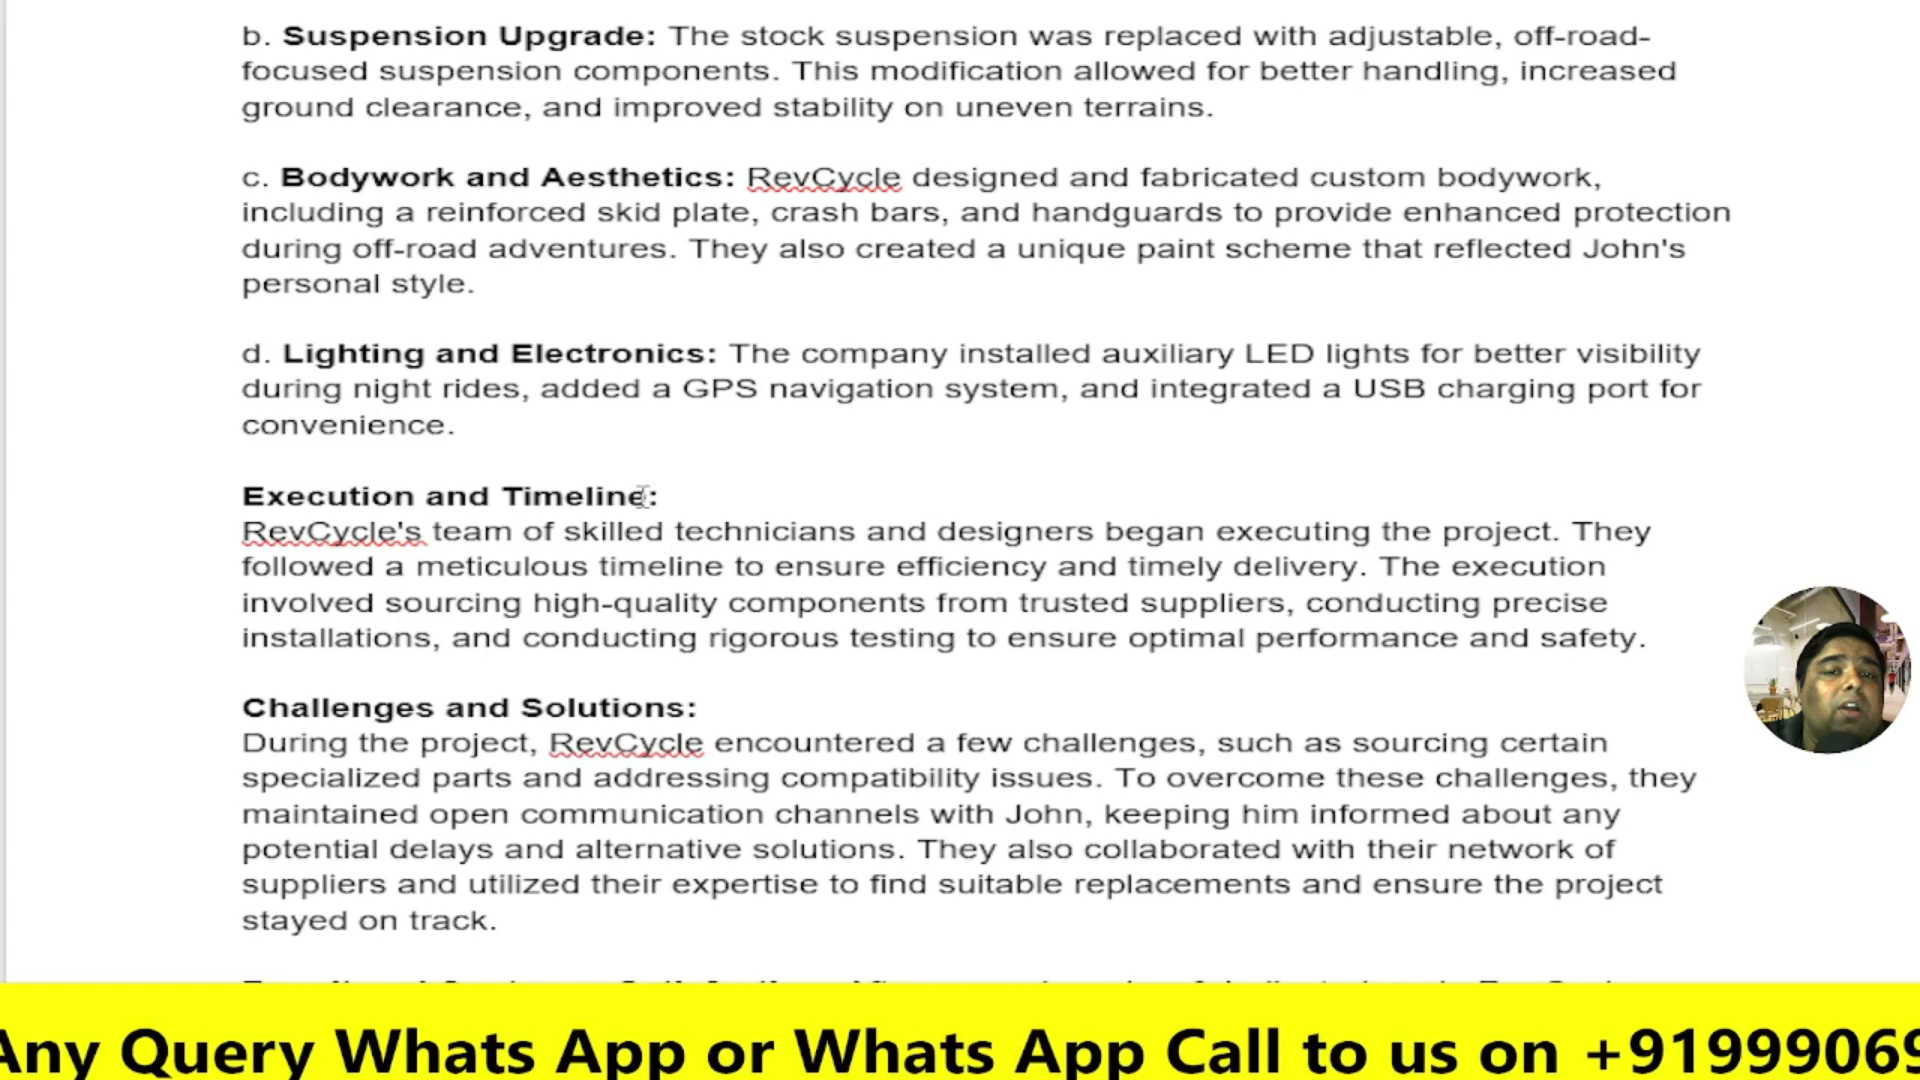 b. Suspension Upgrade: The stock suspension was replaced with adjustable, off-road-
focused suspension components. This modification allowed for better handling, increased
ground clearance, and improved stability on uneven terrains.
c. Bodywork and Aesthetics: RevCycle designed and fabricated custom bodywork,
including a reinforced skid plate, crash bars, and handguards to provide enhanced protection
during off-road adventures. They also created a unique paint scheme that reflected John's
personal style.
d. Lighting and Electronics: The company installed auxiliary LED lights for better visibility
during night rides, added a GPS navigation system, and integrated a USB charging port for
convenience.
Execution and Timeline:
RevCycle's team of skilled technicians and designers began executing the project. They
followed a meticulous timeline to ensure efficiency and timely delivery. The execution
involved sourcing high-quality components from trusted suppliers, conducting precise
installations, and conducting rigorous testing to ensure optimal performance and safety.
Challenges and Solutions:
During the project, RevCycle encountered a few challenges, such as sourcing certain
specialized parts and addressing compatibility issues. To overcome these challenges, they
maintained open communication channels with John, keeping him informed about any
potential delays and alternative solutions. They also collaborated with their network of
suppliers and utilized their expertise to find suitable replacements and ensure the project
stayed on track.
Any Query Whats App or Whats App Call to us on +91999069